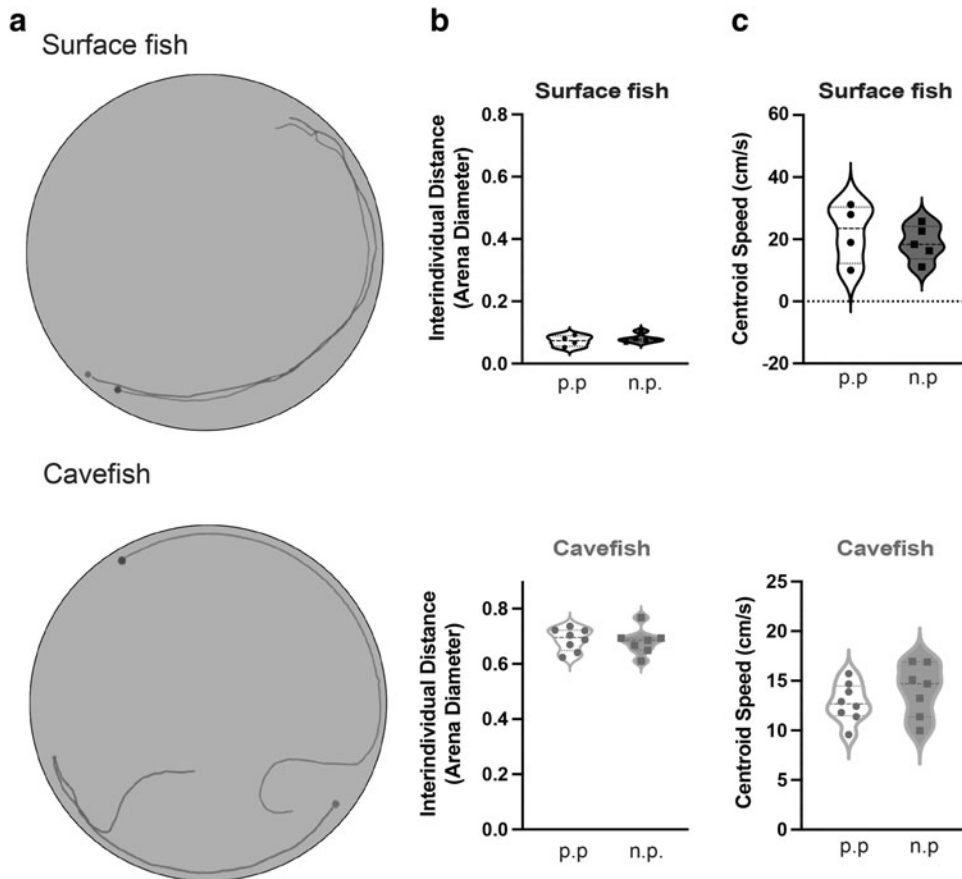 a
Surface fish
b
Surface fish
Interindividual Distance
(Arena Diameter)
0.8
0.6
0.4
0.2
0.0
p.p
n.p.
c
Surface fish
Centroid Speed (cm/s)
60
40
20
0
-20
p.p
n.p
Cavefish
Cavefish
Interindividual Distance
(Arena Diameter)
0.8
0.6
0.4
0.2
0.0
p.p
n.p.
Cavefish
Centroid Speed (cm/s)
25
20
15
10
5
0
p.p
n.p